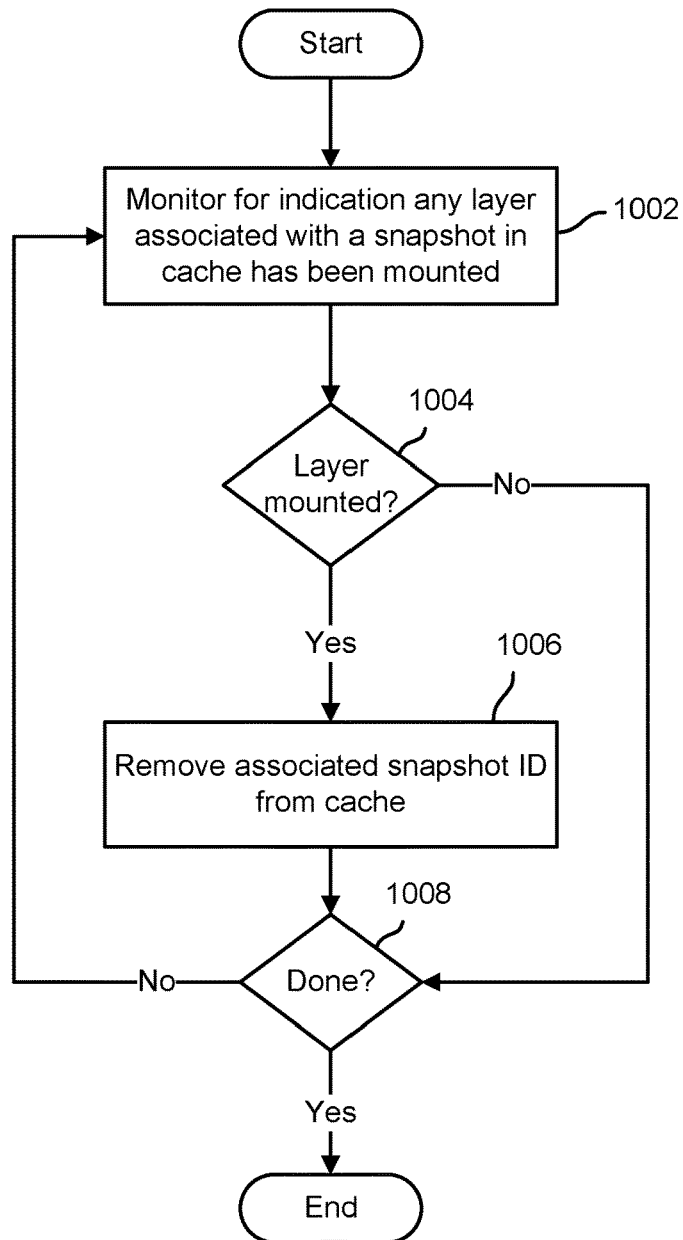 Start
Monitor for indication any layer
associated with a snapshot in
cache has been mounted
1002
1004
Layer
mounted?
No
Yes
1006
Remove associated snapshot ID
from cache
1008
Done?
No
Yes
End